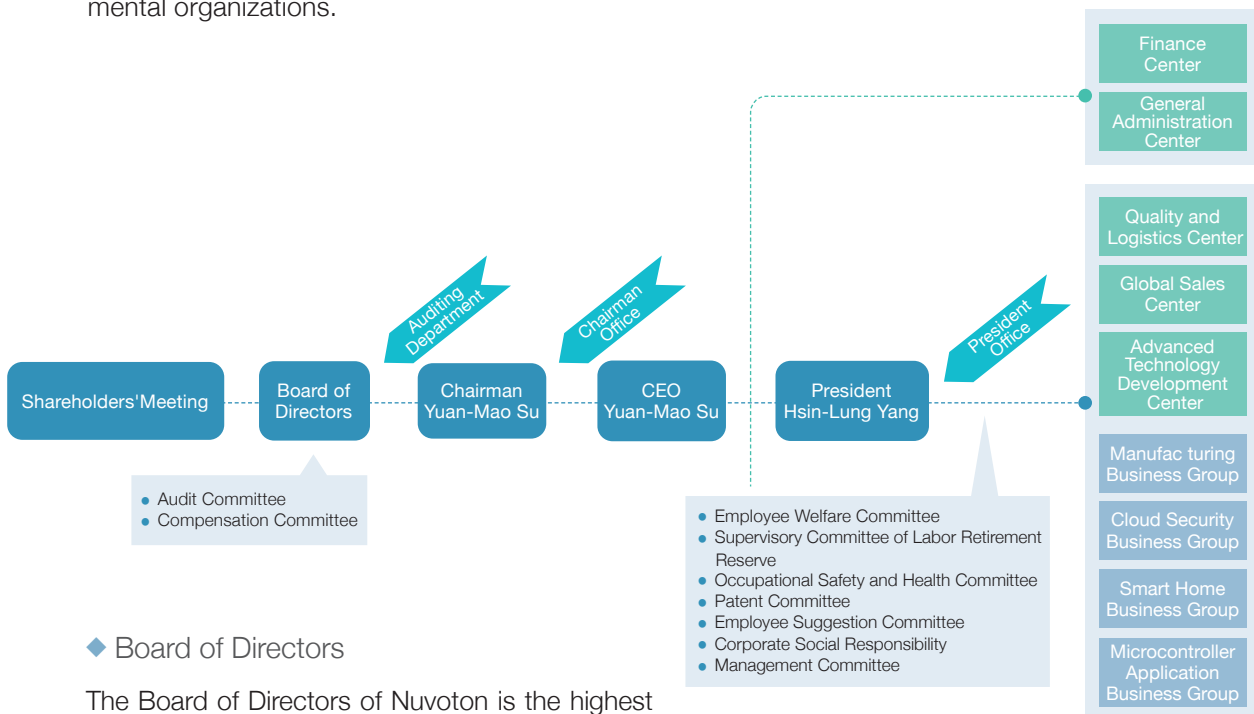 mental organizations.
Finance
Center
General
Administration
Center
Quality and
Logistics Center
Global Sales
Center
Advanced
Technology
Development
Center
Manufac turing
Business Group
Cloud Security
Business Group
Smart Home
Business Group
Microcontroller
Application
Business Group
Auditing
Department
Chairman
Office
President
Office
Shareholders'Meeting
Board of
Directors
Chairman
Yuan-Mao Su
CEO
Yuan-Mao Su
President
Hsin-Lung Yang
• Audit Committee
• Compensation Committee
• Employee Welfare Committee
• Supervisory Committee of Labor Retirement
Reserve
• Occupational Safety and Health Committee
• Patent Committee
• Employee Suggestion Committee
• Corporate Social Responsibility
• Management Committee
◆ Board of Directors
The Board of Directors of Nuvoton is the highest